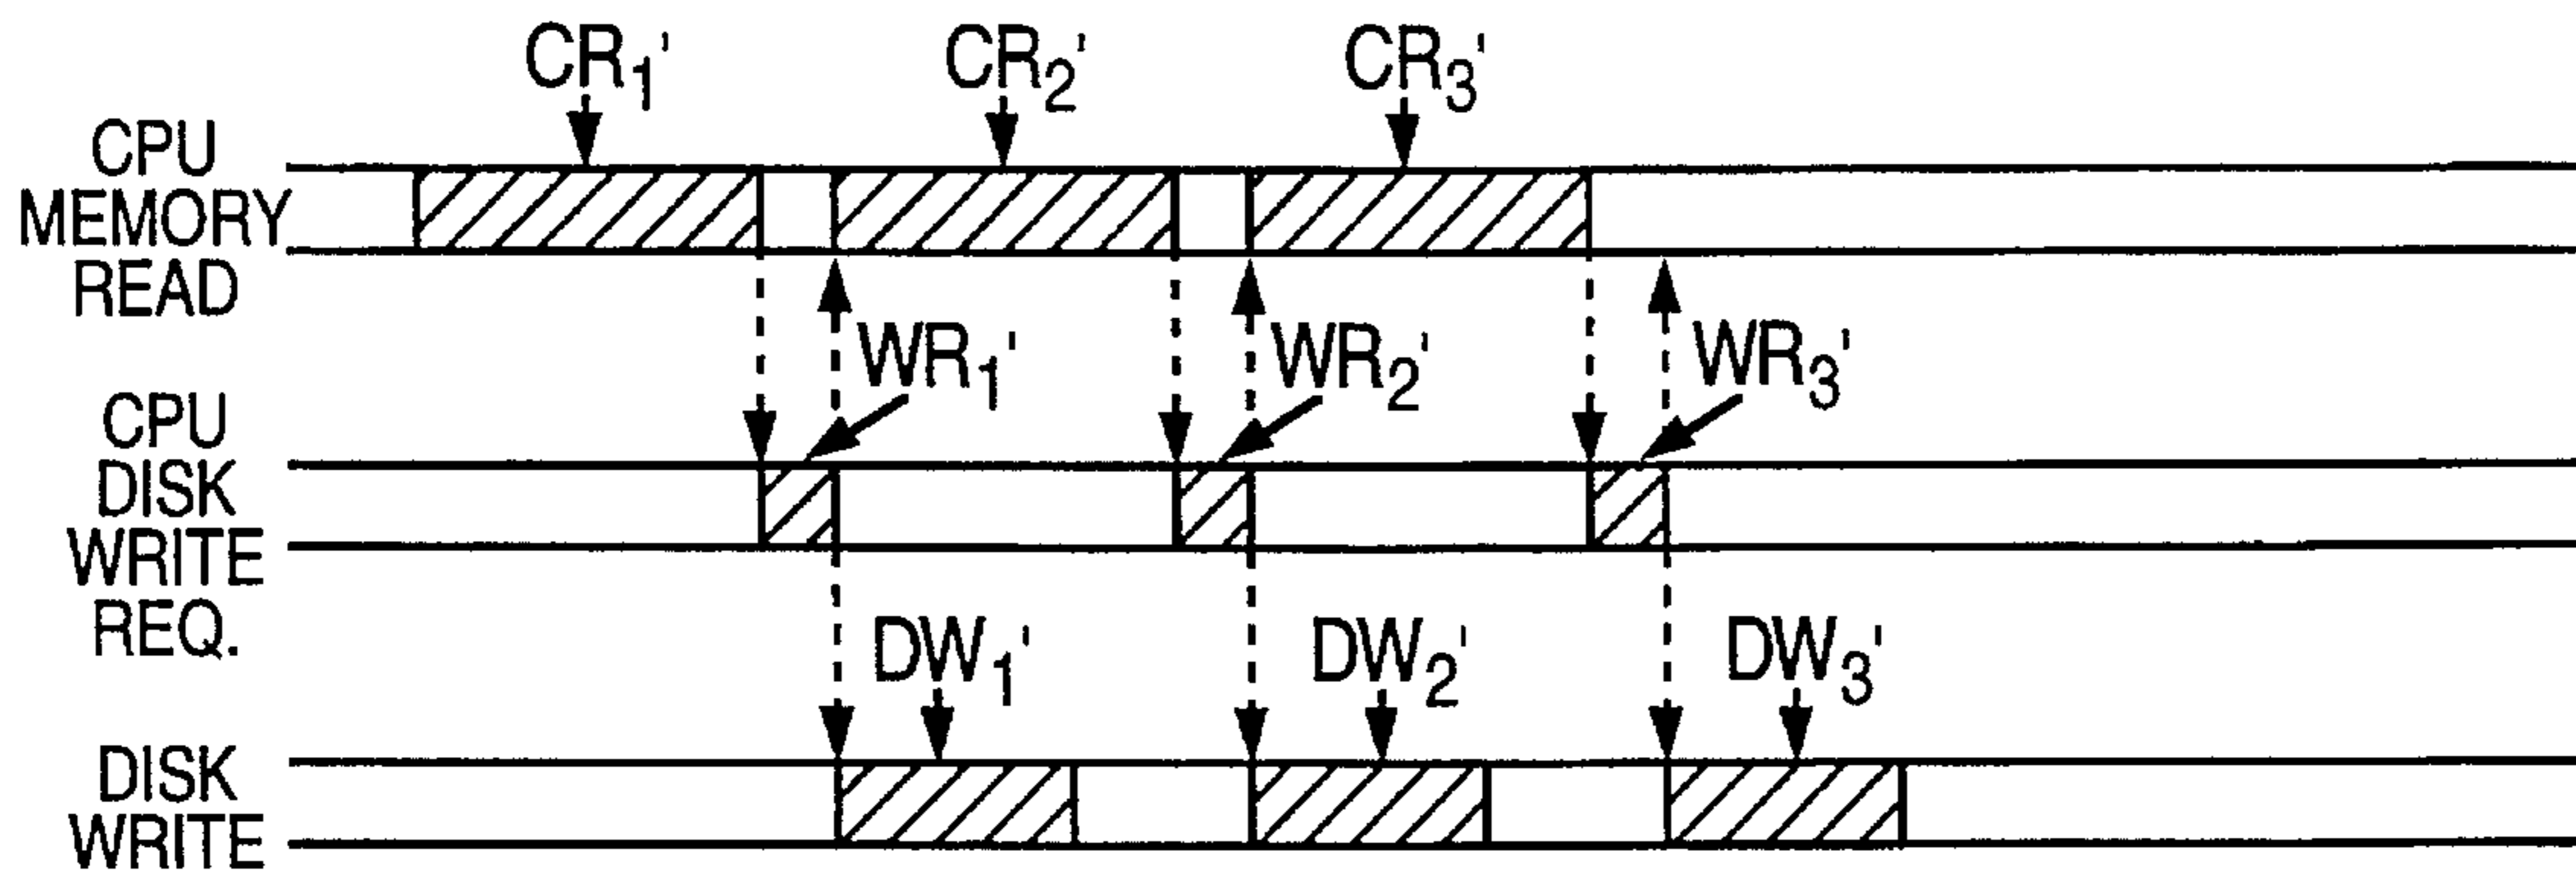 CR₁' CR₂' CR₃'
CPU
MEMORY
READ
WR₁' WR₂' WR₃'
CPU
DISK
WRITE
REQ.
DW₁' DW₂' DW₃'
DISK
WRITE